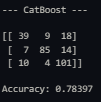 --- CatBoost ---
[[ 39   9  18]
 [  7  85  14]
 [ 10   4 101]]
Accuracy: 0.78397